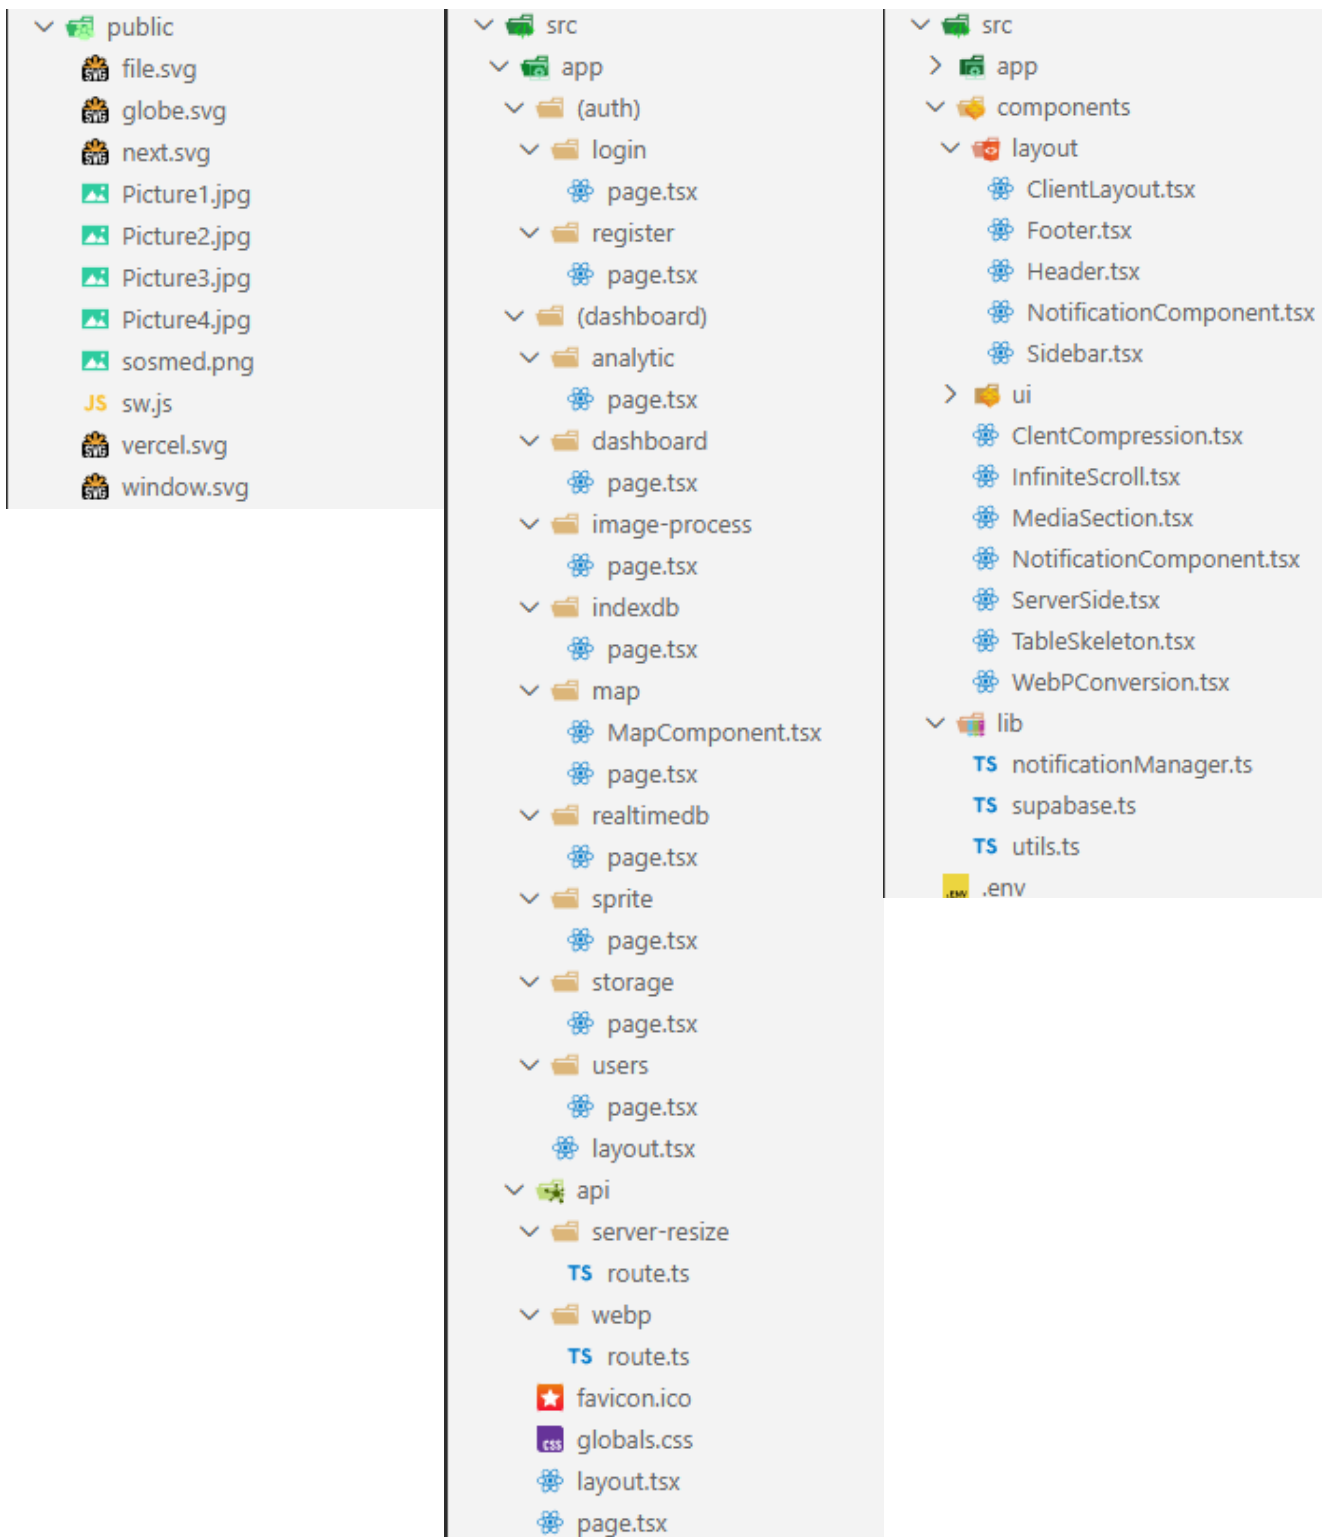 public
file.svg
globe.svg
next.svg
Picture1.jpg
Picture2.jpg
Picture3.jpg
Picture4.jpg
sosmed.png
JS sw.js
vercel.svg
window.svg
src
app
(auth)
login
page.tsx
register
page.tsx
(dashboard)
analytic
page.tsx
dashboard
page.tsx
image-process
page.tsx
indexdb
page.tsx
map
MapComponent.tsx
page.tsx
realtimedb
page.tsx
sprite
page.tsx
storage
page.tsx
users
page.tsx
layout.tsx
api
server-resize
TS route.ts
webp
TS route.ts
favicon.ico
globals.css
layout.tsx
page.tsx
src
app
components
layout
ClientLayout.tsx
Footer.tsx
Header.tsx
NotificationComponent.tsx
Sidebar.tsx
ui
ClentCompression.tsx
InfiniteScroll.tsx
MediaSection.tsx
NotificationComponent.tsx
ServerSide.tsx
TableSkeleton.tsx
WebPConversion.tsx
lib
TS notificationManager.ts
TS supabase.ts
TS utils.ts
.env